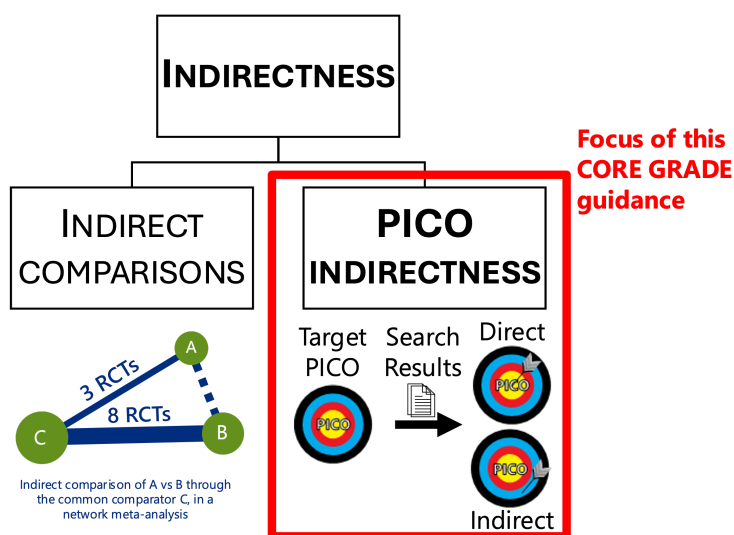 INDIRECTNESS
Focus of this
CORE GRADE
guidance
INDIRECT
COMPARISONS
PICO
INDIRECTNESS
A
3 RCTs
8 RCTs
C
B
Indirect comparison of A vs B through
the common comparator C, in a
network meta-analysis
Target
PICO
Search
Results
Direct
PICO
PICO
PICO
Indirect